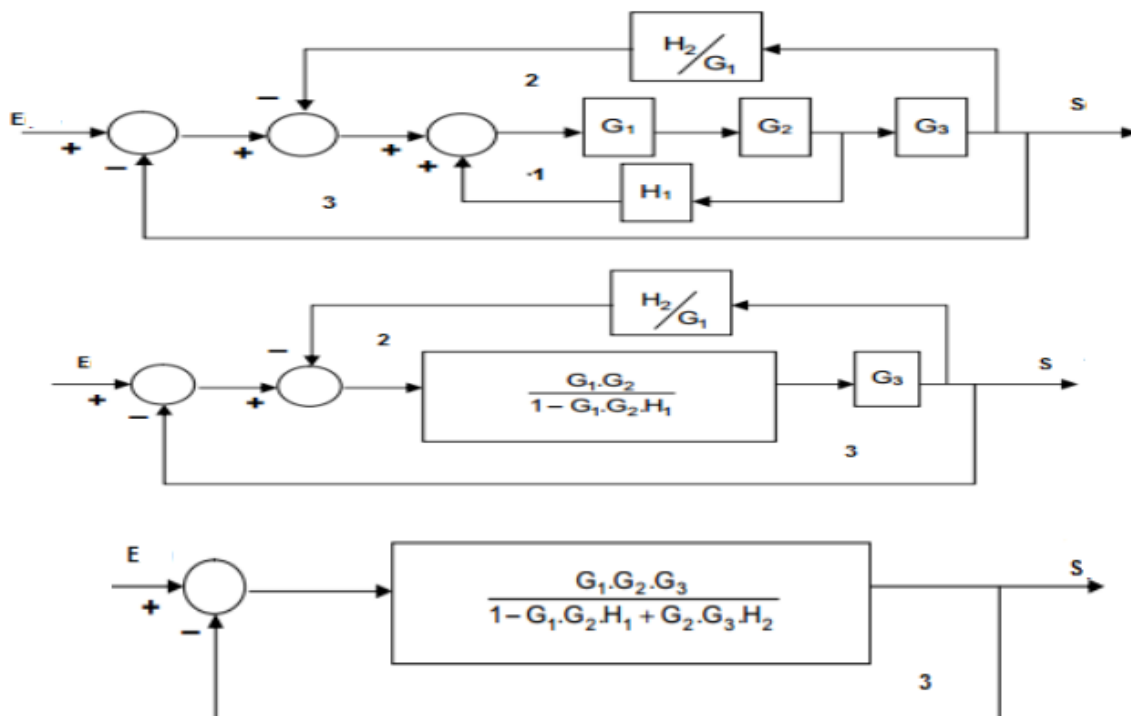 H2/G1
2
−
E
S
G1
G2
G3
+
−
+
+
+
1
H1
3
H2/G1
2
E
−
S
G1.G2
1 − G1.G2.H1
G3
+
−
+
3
E
G1.G2.G3
1 − G1.G2.H1 + G2.G3.H2
S
+
−
3